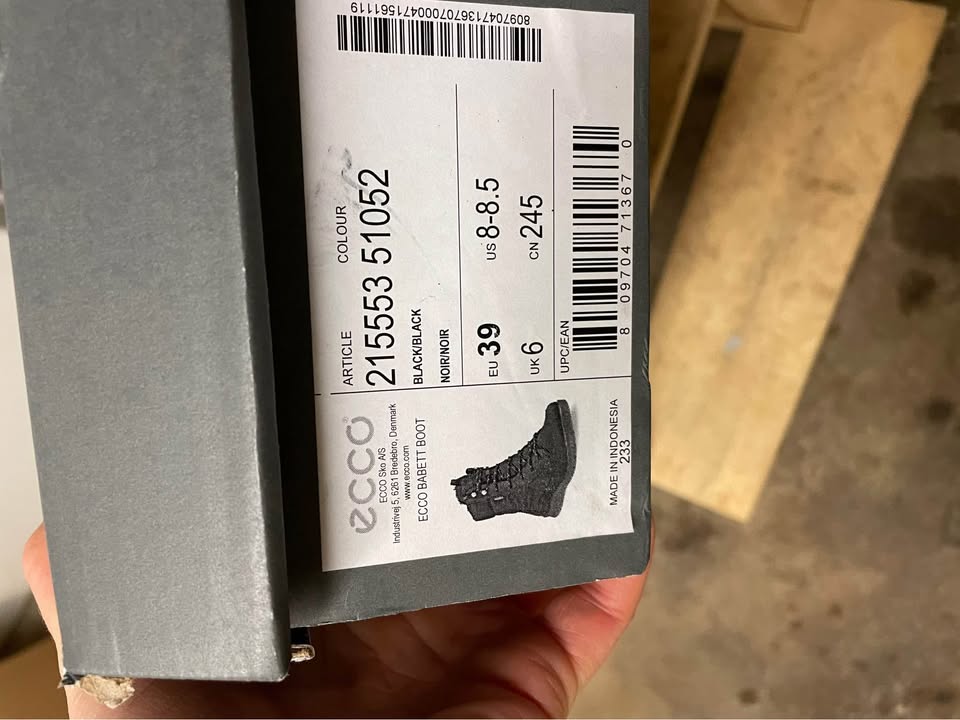 ecco
ECCO Sko A/S
Industrivej 5, 6261 Bredebro, Denmark
www.ecco.com
ECCO BABETT BOOT
MADE IN INDONESIA
233
ARTICLE COLOUR
215553 51052
BLACK/BLACK
NOIR/NOIR
EU 39 US 8-8.5
UK 6 CN 245
UPC/EAN
8 09704 71367 0
80970471367070000471561119